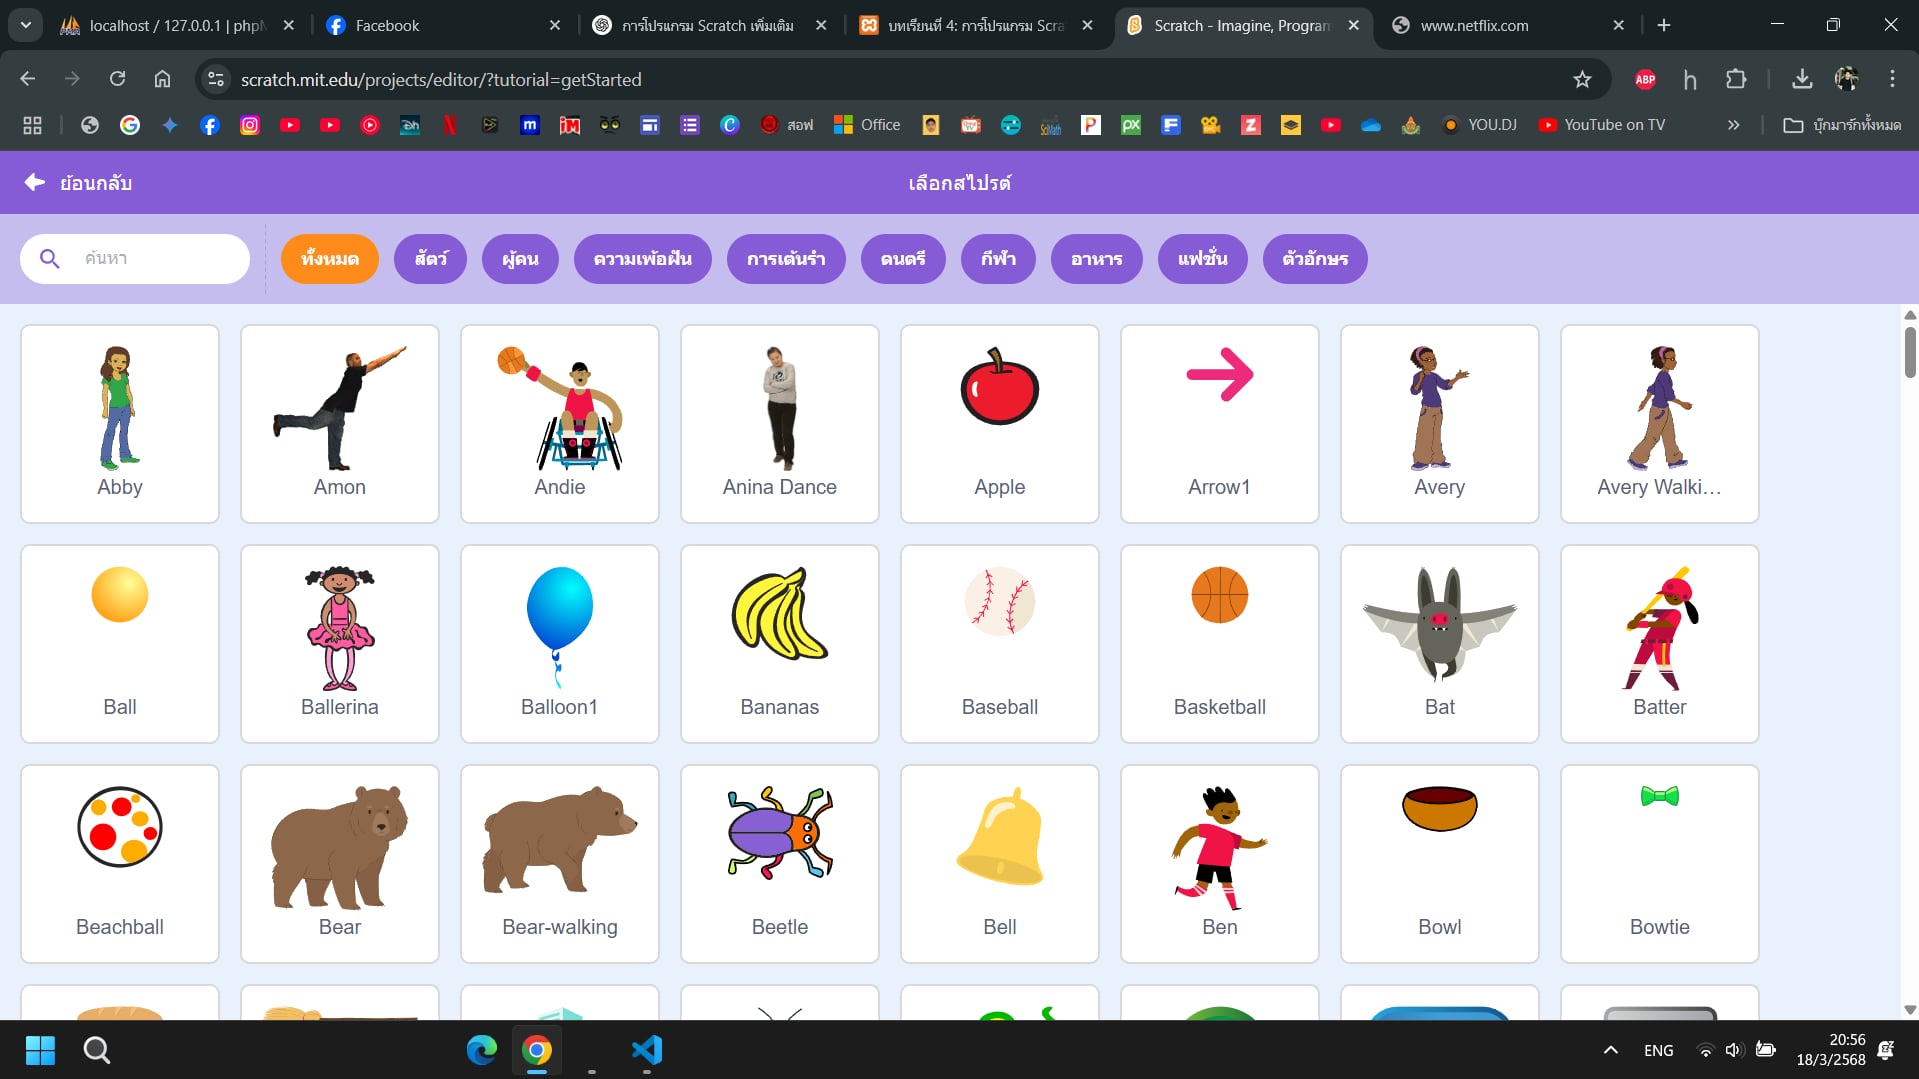 localhost / 127.0.0.1 | phpM
Facebook
การโปรแกรม Scratch เพิ่มเติม
บทเรียนที่ 4: การโปรแกรม Scra
Scratch - Imagine, Program
www.netflix.com
scratch.mit.edu/projects/editor/?tutorial=getStarted
ABP
h
สอฟ
Office
YOU.DJ
YouTube on TV
บุ๊กมาร์กทั้งหมด
ย้อนกลับ
เลือกสไปรต์
ค้นหา
ทั้งหมด
สัตว์
ผู้คน
ความเพ้อฝัน
การเต้นรำ
ดนตรี
กีฬา
อาหาร
แฟชั่น
ตัวอักษร
Abby
Amon
Andie
Anina Dance
Apple
Arrow1
Avery
Avery Walki...
Ball
Ballerina
Balloon1
Bananas
Baseball
Basketball
Bat
Batter
Beachball
Bear
Bear-walking
Beetle
Bell
Ben
Bowl
Bowtie
ENG
20:56
18/3/2568